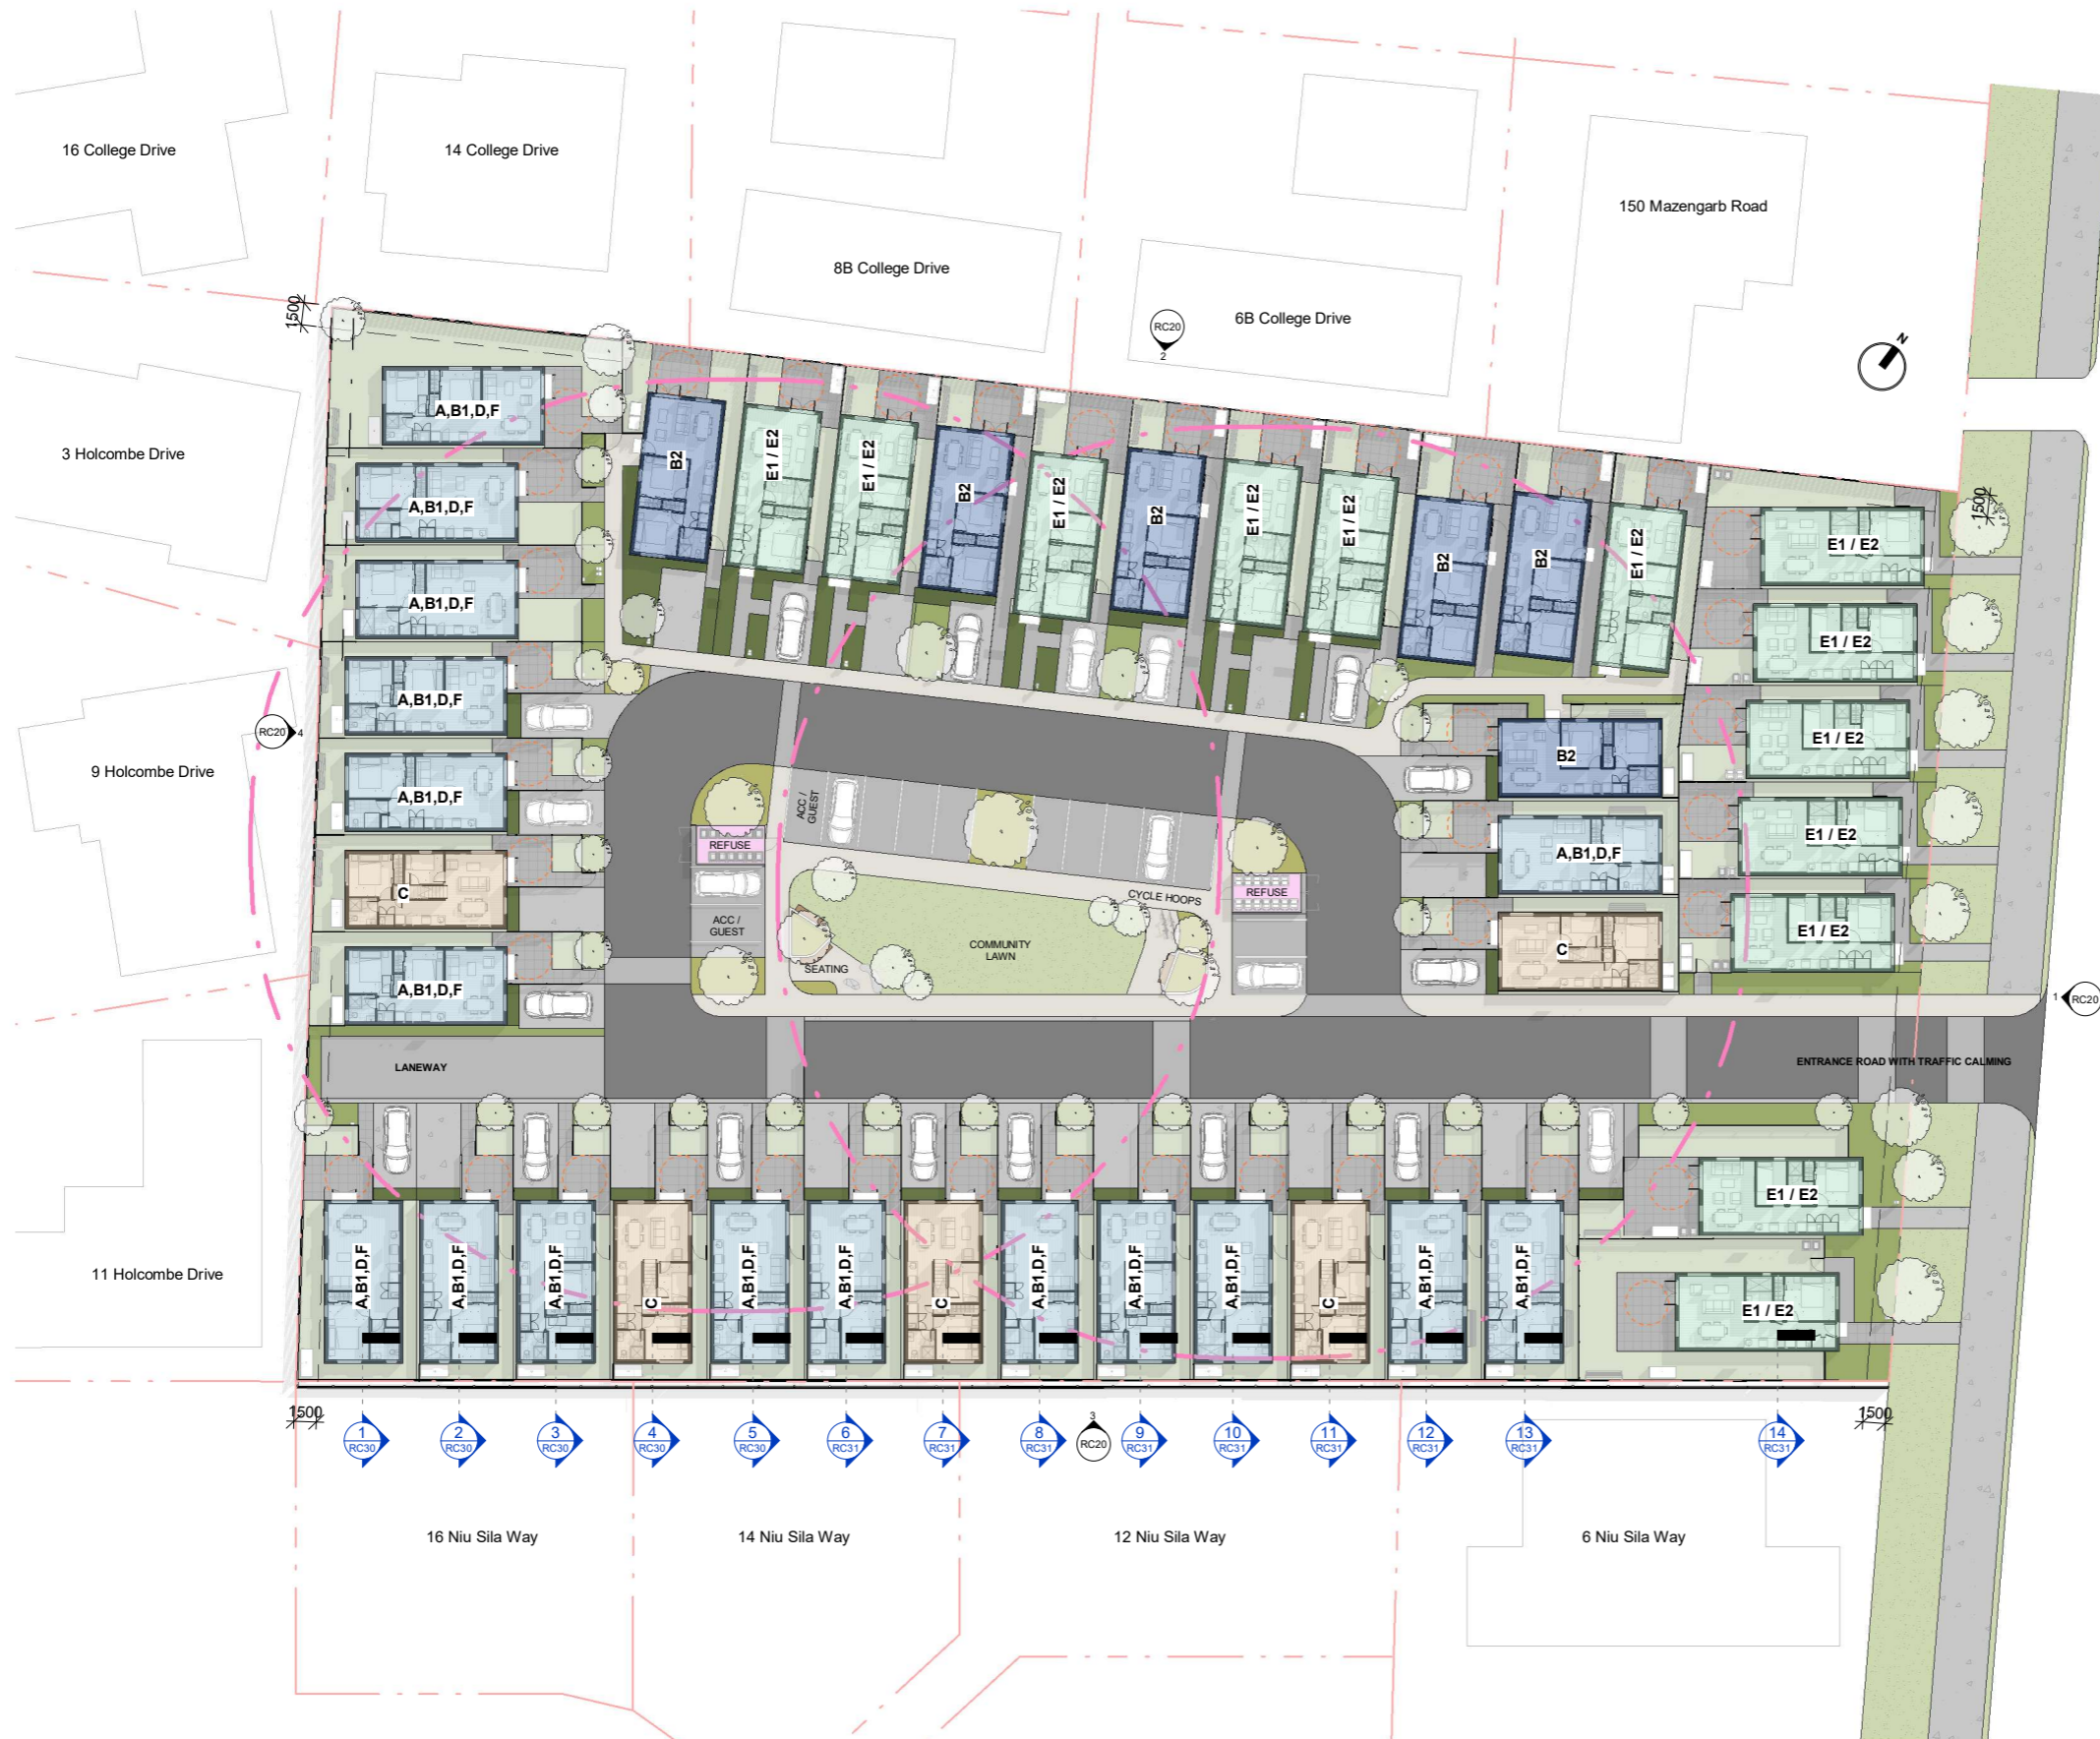 16 College Drive
14 College Drive
150 Mazengarb Road
8B College Drive
6B College Drive
RC20
2
N
1500
3 Holcombe Drive
A,B1,D,F
A,B1,D,F
A,B1,D,F
A,B1,D,F
A,B1,D,F
C
A,B1,D,F
B2
E1 / E2
E1 / E2
B2
E1 / E2
B2
E1 / E2
E1 / E2
B2
B2
E1 / E2
1500
E1 / E2
E1 / E2
E1 / E2
E1 / E2
E1 / E2
B2
A,B1,D,F
C
RC20
4
9 Holcombe Drive
ACC /
GUEST
REFUSE
ACC /
GUEST
SEATING
COMMUNITY
LAWN
CYCLE HOOPS
REFUSE
1
RC20
LANEWAY
ENTRANCE ROAD WITH TRAFFIC CALMING
11 Holcombe Drive
A,B1,D,F
A,B1,D,F
A,B1,D,F
C
A,B1,D,F
A,B1,D,F
C
A,B1,D,F
A,B1,D,F
A,B1,D,F
C
A,B1,D,F
A,B1,D,F
E1 / E2
E1 / E2
1500
1
RC30
2
RC30
3
RC30
4
RC30
5
RC30
6
RC31
7
RC31
8
RC31
3
RC20
9
RC31
10
RC31
11
RC31
12
RC31
13
RC31
14
RC31
1500
16 Niu Sila Way
14 Niu Sila Way
12 Niu Sila Way
6 Niu Sila Way